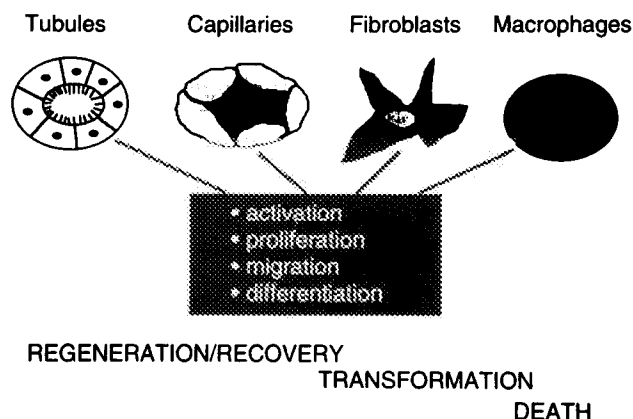 Tubules Capillaries Fibroblasts Macrophages
• activation
• proliferation
• migration
• differentiation
REGENERATION/RECOVERY
TRANSFORMATION
DEATH